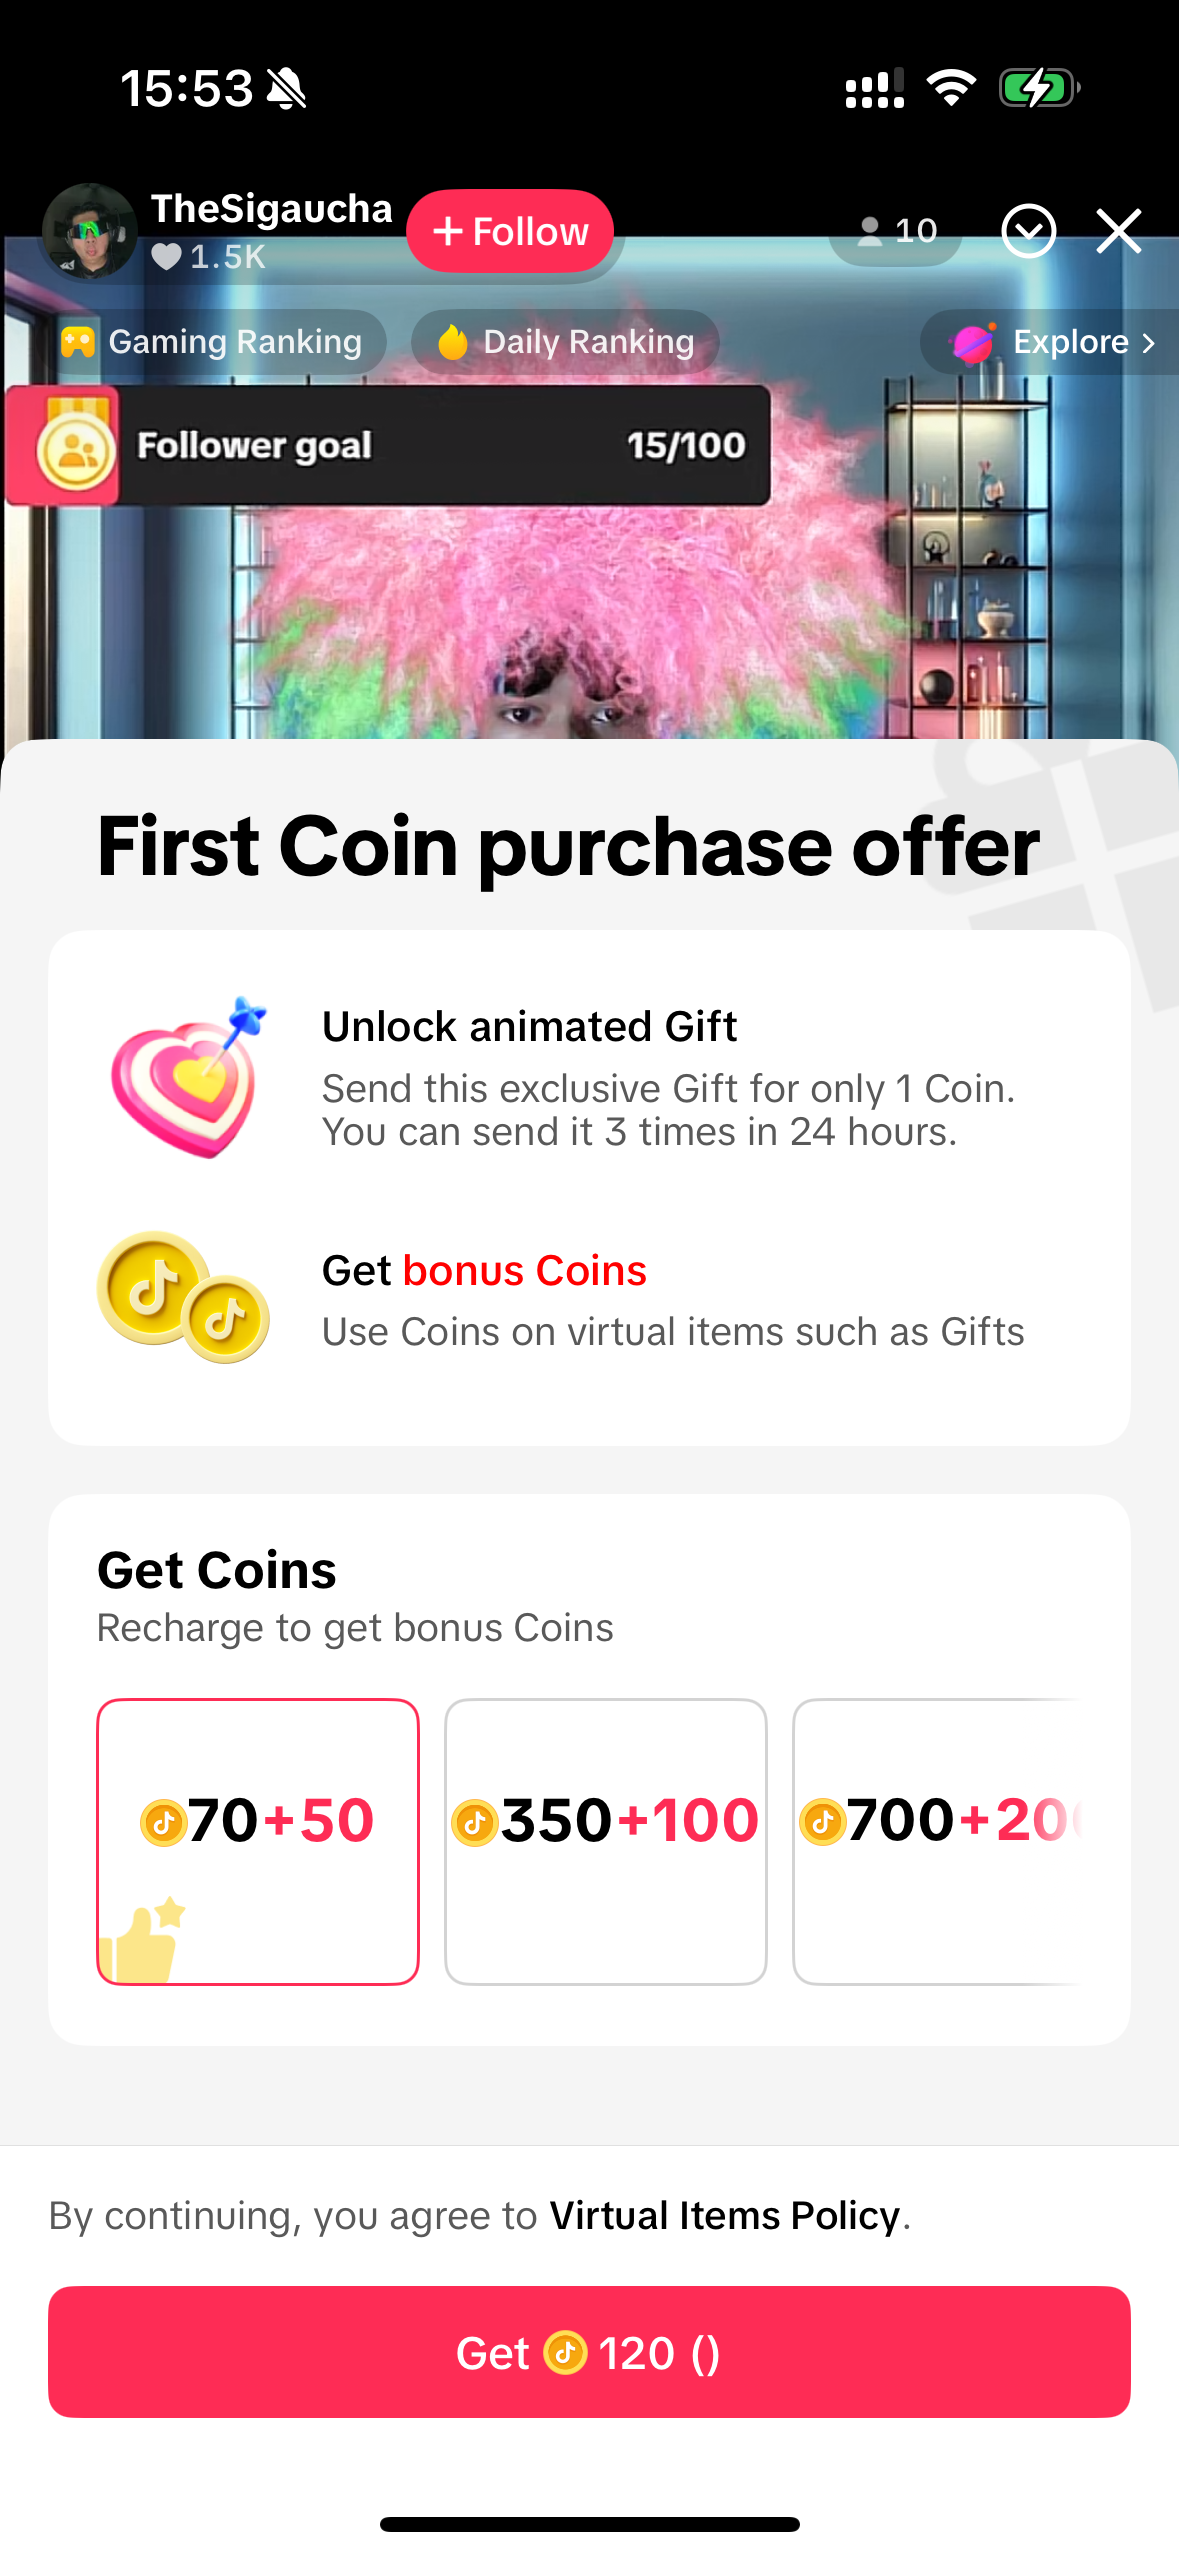 15:53
TheSigaucha
1.5K
+ Follow
10
Gaming Ranking
Daily Ranking
Explore >
Follower goal 15/100
First Coin purchase offer
Unlock animated Gift
Send this exclusive Gift for only 1 Coin.
You can send it 3 times in 24 hours.
Get bonus Coins
Use Coins on virtual items such as Gifts
Get Coins
Recharge to get bonus Coins
70+50
350+100
700+20
By continuing, you agree to Virtual Items Policy.
Get 120 ()